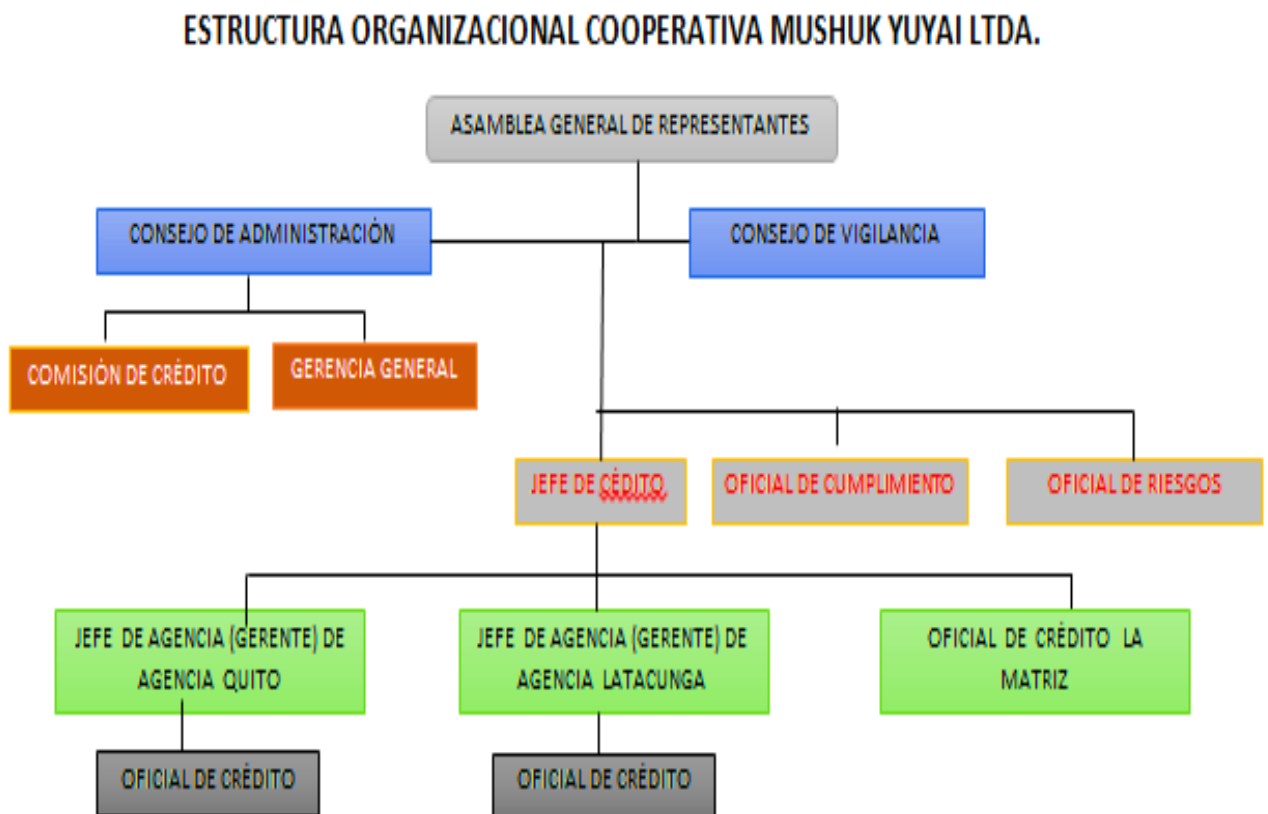 ESTRUCTURA ORGANIZACIONAL COOPERATIVA MUSHUK YUYAI LTDA.
ASAMBLEA GENERAL DE REPRESENTANTES
CONSEJO DE ADMINISTRACIÓN
CONSEJO DE VIGILANCIA
COMISIÓN DE CRÉDITO
GERENCIA GENERAL
JEFE DE CÉDITO
OFICIAL DE CUMPLIMIENTO
OFICIAL DE RIESGOS
JEFE DE AGENCIA (GERENTE) DE
AGENCIA QUITO
JEFE DE AGENCIA (GERENTE) DE
AGENCIA LATACUNGA
OFICIAL DE CRÉDITO LA
MATRIZ
OFICIAL DE CRÉDITO
OFICIAL DE CRÉDITO